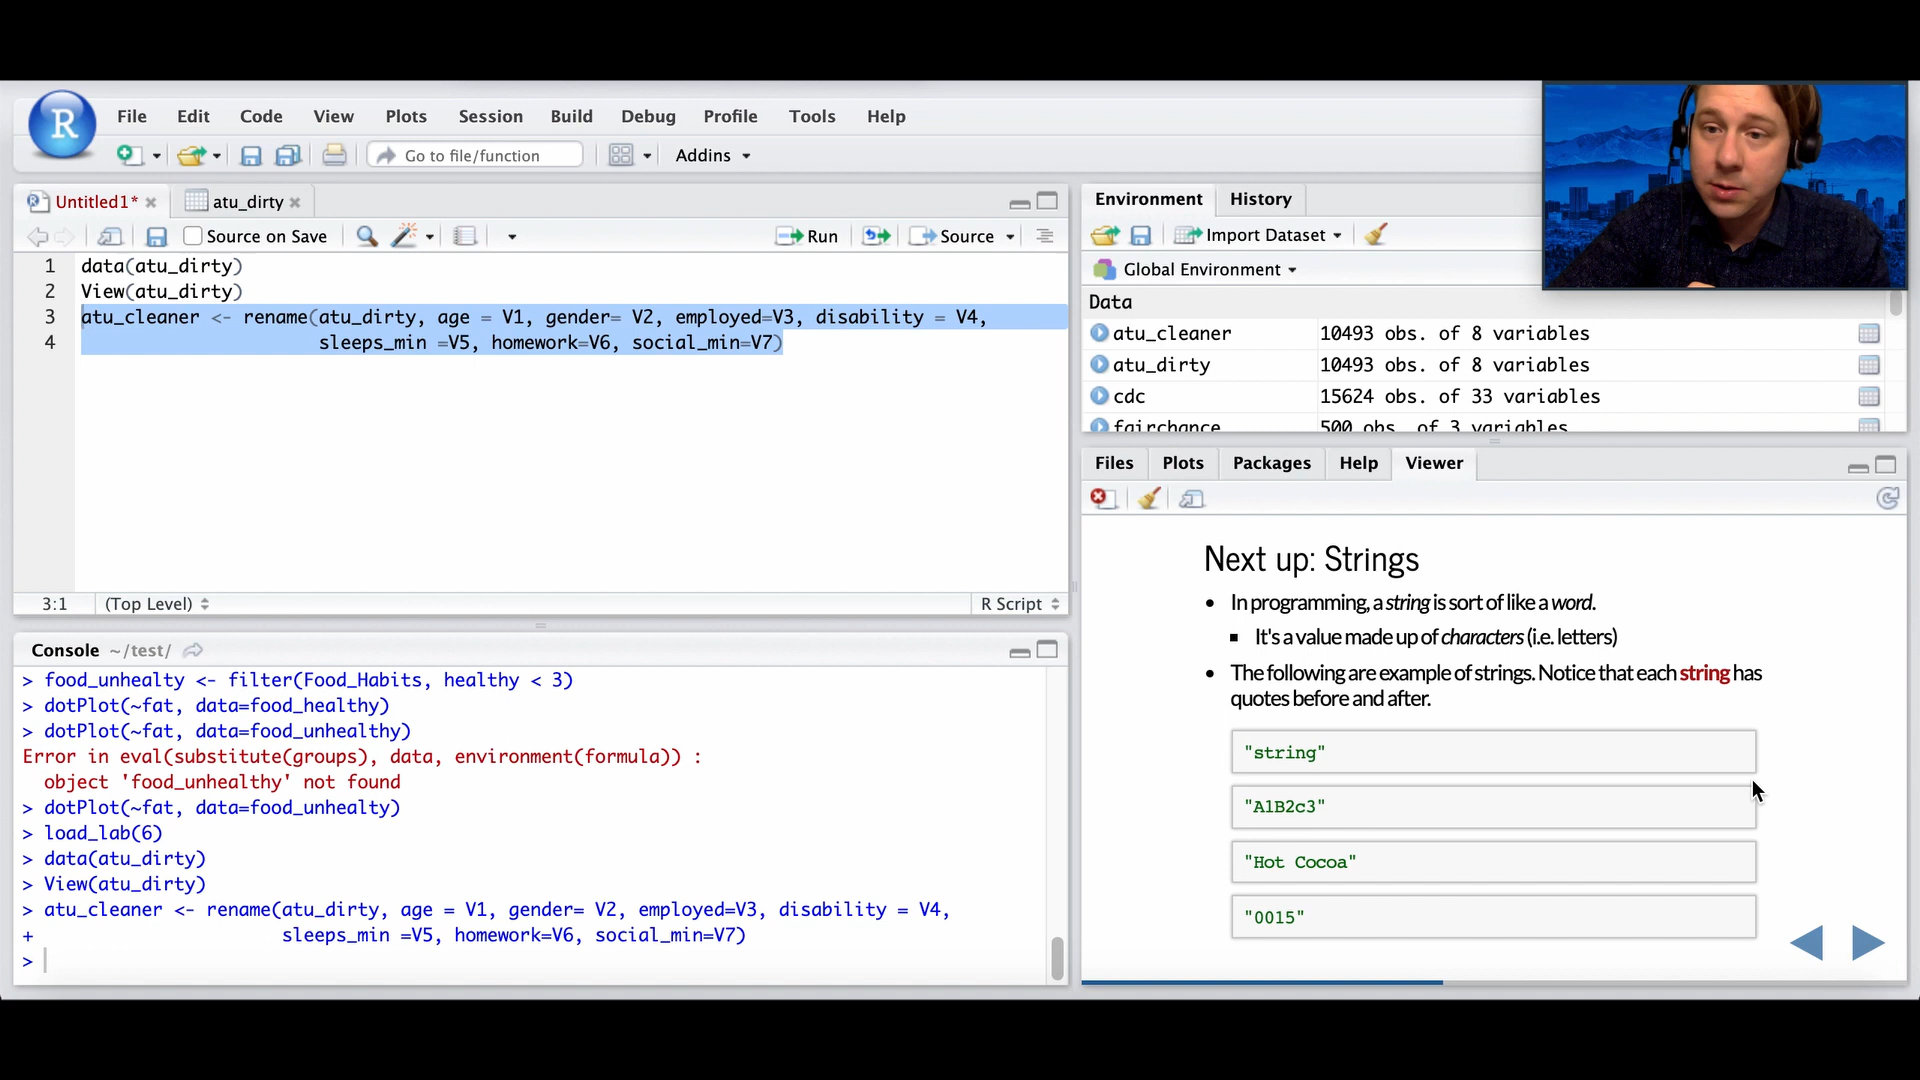 R File Edit Code View Plots Session Build Debug Profile Tools Help
Go to file/function Addins
Untitled1* atu_dirty
Source on Save Run Source
1 data(atu_dirty)
2 View(atu_dirty)
3 atu_cleaner <- rename(atu_dirty, age = V1, gender= V2, employed=V3, disability = V4,
4 sleeps_min =V5, homework=V6, social_min=V7)
3:1 (Top Level) R Script
Console ~/test/
> food_unhealty <- filter(Food_Habits, healthy < 3)
> dotPlot(~fat, data=food_healthy)
> dotPlot(~fat, data=food_unhealthy)
Error in eval(substitute(groups), data, environment(formula)) :
object 'food_unhealthy' not found
> dotPlot(~fat, data=food_unhealty)
> load_lab(6)
> data(atu_dirty)
> View(atu_dirty)
> atu_cleaner <- rename(atu_dirty, age = V1, gender= V2, employed=V3, disability = V4,
+ sleeps_min =V5, homework=V6, social_min=V7)
>
Environment History
Import Dataset
Global Environment
Data
atu_cleaner 10493 obs. of 8 variables
atu_dirty 10493 obs. of 8 variables
cdc 15624 obs. of 33 variables
fairchance 500 obs. of 3 variables
Files Plots Packages Help Viewer
Next up: Strings
• In programming, a string is sort of like a word.
▪ It's a value made up of characters (i.e. letters)
• The following are example of strings. Notice that each string has
quotes before and after.
"string"
"A1B2c3"
"Hot Cocoa"
"0015"